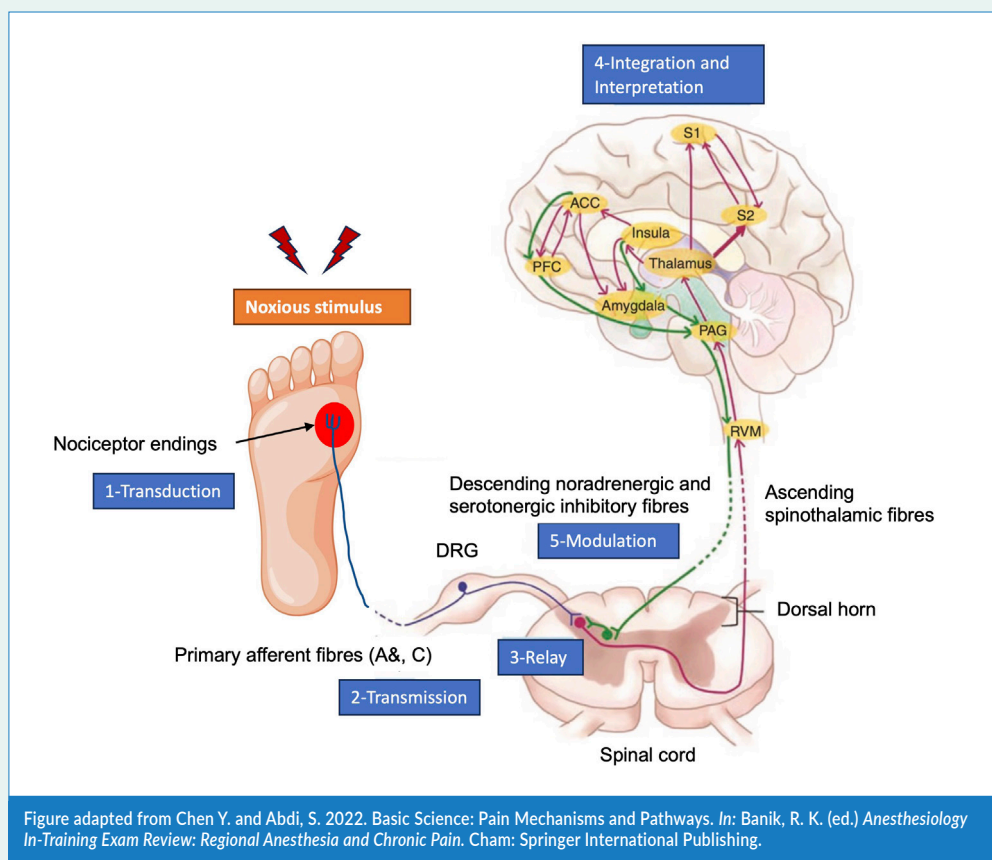 4-Integration and
Interpretation
S1
ACC
S2
Insula
PFC
Thalamus
Amygdala
PAG
Noxious stimulus
RVM
Nociceptor endings
1-Transduction
Descending noradrenergic and
serotonergic inhibitory fibres
Ascending
spinothalamic fibres
5-Modulation
DRG
Dorsal horn
Primary afferent fibres (A&, C)
3-Relay
2-Transmission
Spinal cord
Figure adapted from Chen Y. and Abdi, S. 2022. Basic Science: Pain Mechanisms and Pathways. In: Banik, R. K. (ed.) Anesthesiology
In-Training Exam Review: Regional Anesthesia and Chronic Pain. Cham: Springer International Publishing.